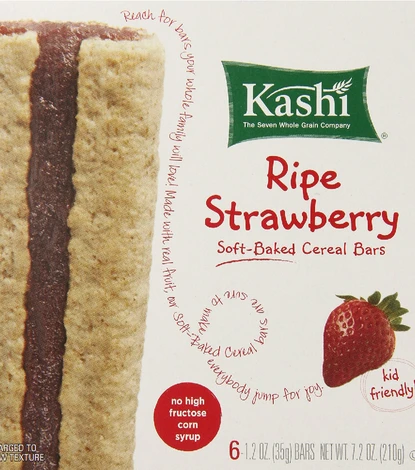 Reach for bars your whole family will love! Made with real fruit, our Soft-Baked Cereal Bars are sure to make everybody jump for joy.
Kashi®
The Seven Whole Grain Company
Ripe
Strawberry
Soft-Baked Cereal Bars
kid
friendly!
no high
fructose
corn
syrup
6-1.2 OZ. (35g) BARS NET WT. 7.2 OZ. (210g)
ARGED TO
W TEXTURE